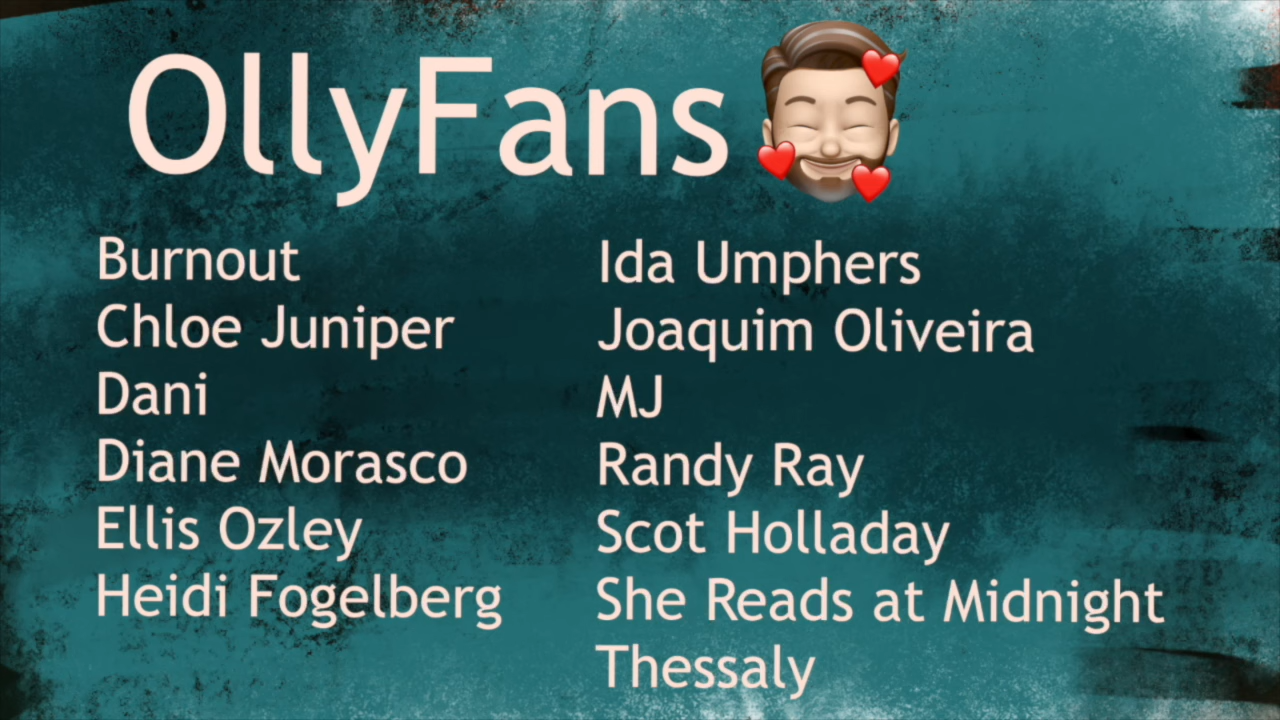 OllyFans
Burnout
Chloe Juniper
Dani
Diane Morasco
Ellis Ozley
Heidi Fogelberg
Ida Umphers
Joaquim Oliveira
MJ
Randy Ray
Scot Holladay
She Reads at Midnight
Thessaly